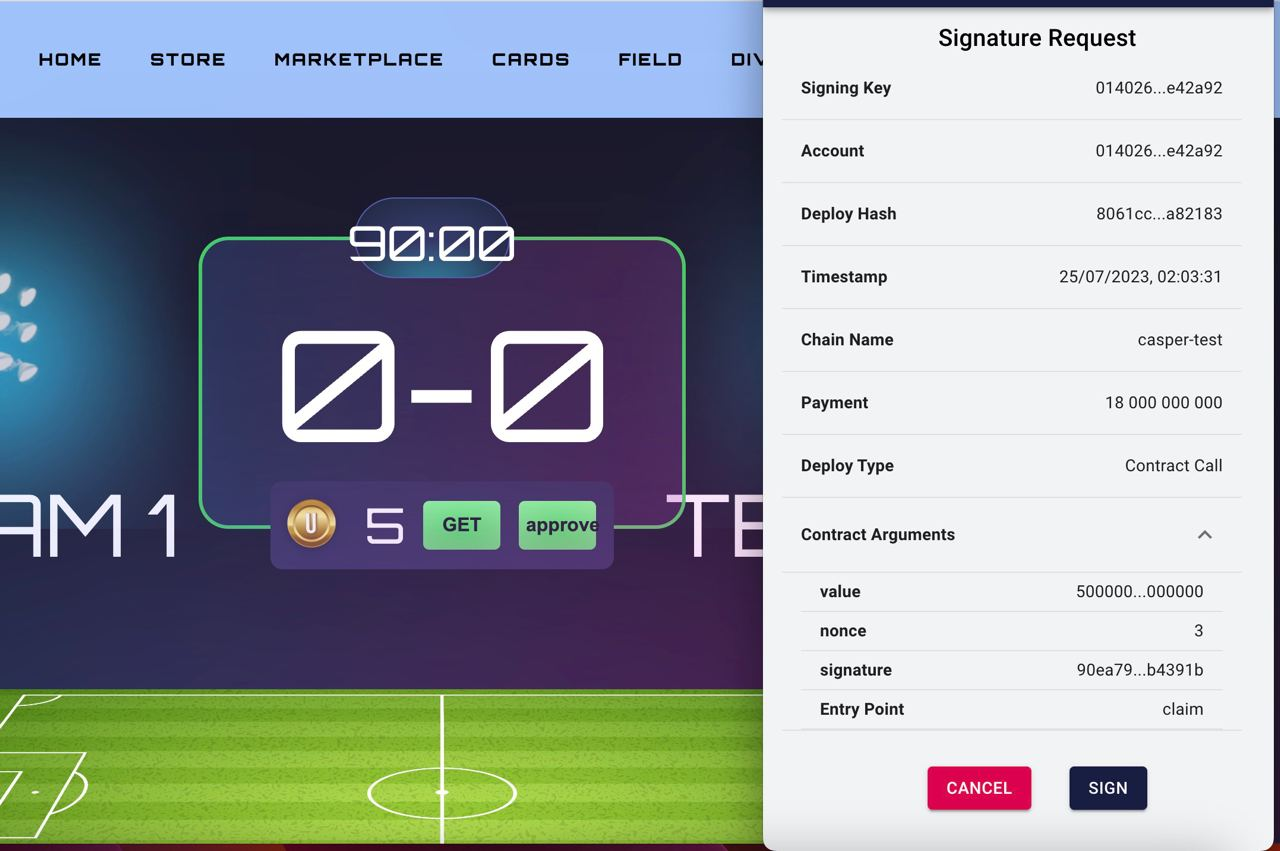 HOME STORE MARKETPLACE CARDS FIELD DIV
90:00
0-0
AM 1 TE
U 5 GET approve
Signature Request
Signing Key 014026...e42a92
Account 014026...e42a92
Deploy Hash 8061cc...a82183
Timestamp 25/07/2023, 02:03:31
Chain Name casper-test
Payment 18 000 000 000
Deploy Type Contract Call
Contract Arguments
value 500000...000000
nonce 3
signature 90ea79...b4391b
Entry Point claim
CANCEL SIGN